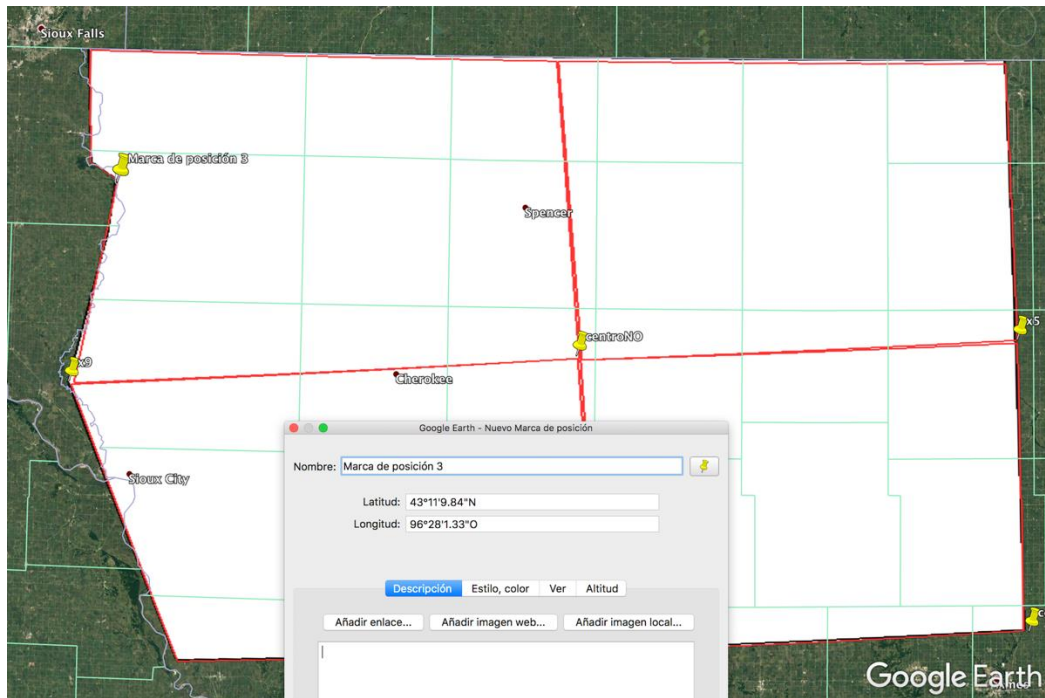 Sioux Falls
Marca de posición 3
Spencer
x5
centroNO
x9
Cherokee
Sioux City
Google Earth - Nuevo Marca de posición
Nombre: Marca de posición 3
Latitud: 43°11'9.84"N
Longitud: 96°28'1.33"O
Descripción Estilo, color Ver Altitud
Añadir enlace... Añadir imagen web... Añadir imagen local...
Google Earth